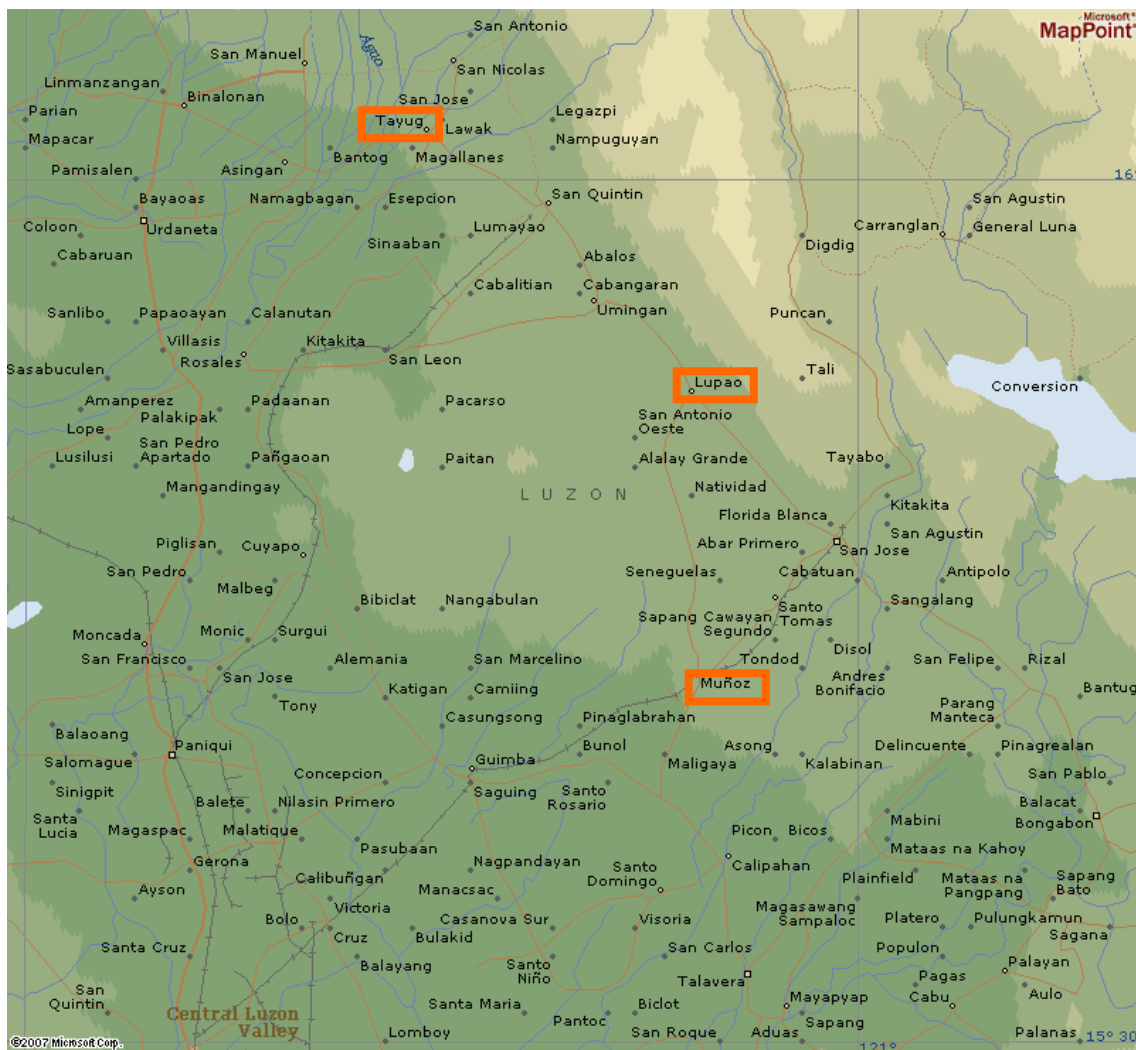 Microsoft®
MapPoint®
San Antonio
Agao
San Manuel
San Nicolas
Linmanzangan
Binalonan
San Jose
Legazpi
Parian
Tayug
Lawak
Mapacar
Bantog
Magallanes
Nampuguyan
Asingan
Pamisalen
16°
Bayaoas
Namagbagan
Esepcion
San Quintin
San Agustin
Coloon
Urdaneta
Sinaaban
Lumayao
Carranglan
General Luna
Digdig
Cabaruan
Abalos
Cabalitian
Cabangaran
Umingan
Sanlibo
Papaoayan
Calanutan
Puncan
Villasis
Kitakita
Rosales
San Leon
Sasabuculen
Lupao
Tali
Conversion
Amanperez
Palakipak
Padaanan
Pacarso
San Antonio
Oeste
Lope
San Pedro
Apartado
Lusilusi
Pañgaoan
Paitan
Alalay Grande
Tayabo
Mangandingay
LUZON
Natividad
Kitakita
Florida Blanca
San Agustin
Piglisan
Cuyapo
Abar Primero
San Jose
San Pedro
Malbeg
Seneguelas
Cabatuan
Antipolo
Bibiclat
Nangabulan
Sapang Cawayan
Segundo
Santo
Tomas
Sangalang
Moncada
Monic
Surgui
Disol
San Francisco
Alemania
San Marcelino
Tondod
San Felipe
Rizal
San Jose
Muñoz
Andres
Bonifacio
Tony
Katigan
Camiing
Parang
Manteca
Bantug
Balaoang
Casungsong
Pinaglabrahan
Paniqui
Salomague
Guimba
Bunol
Maligaya
Asong
Kalabinan
Delincuente
Pinagrealan
Sinigpit
Concepcion
Saguing
Santo
Rosario
San Pablo
Santa
Lucia
Balete
Nilasin Primero
Balacat
Bongabon
Magaspac
Malatique
Picon
Bicos
Mabini
Pasubaan
Mataas na Kahoy
Gerona
Nagpandayan
Santo
Domingo
Calipahan
Ayson
Calibuñgan
Manacsac
Plainfield
Mataas na
Pangpang
Sapang
Bato
Victoria
Magasawang
Sampaloc
Bolo
Cruz
Bulakid
Casanova Sur
Visoria
Platero
Pulungkamun
Sagana
Santa Cruz
Balayang
Santo
Niño
San Carlos
Populon
Talavera
Pagas
Palayan
San
Quintin
Santa Maria
Biclot
Mayapyap
Cabu
Aulo
Central Luzon
Valley
Lomboy
Pantoc
San Roque
Aduas
Sapang
Palanas
©2007 Microsoft Corp.
121°
15° 30